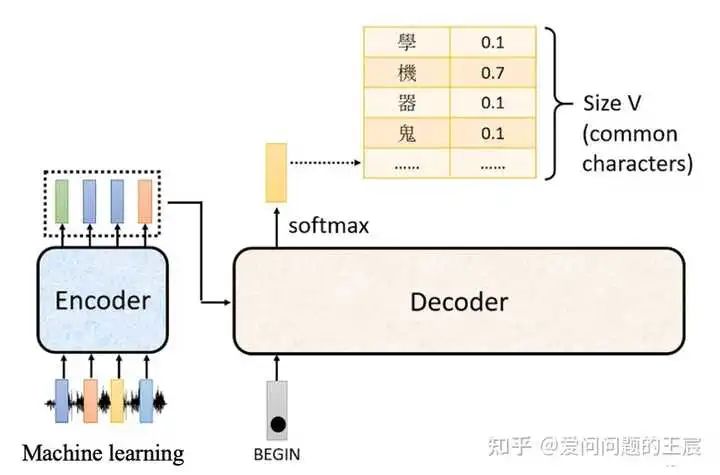 學 0.1
機 0.7
器 0.1
鬼 0.1
...... ......
Size V
(common
characters)
softmax
Encoder
Decoder
Machine learning
BEGIN
知乎 @爱问问题的王宸